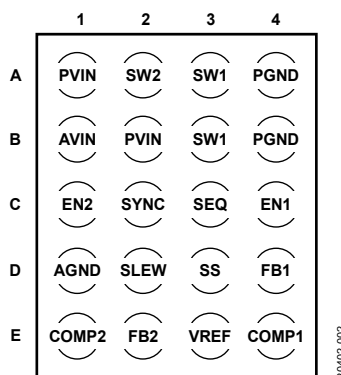 1 2 3 4
A PVIN SW2 SW1 PGND
B AVIN PVIN SW1 PGND
C EN2 SYNC SEQ EN1
D AGND SLEW SS FB1
E COMP2 FB2 VREF COMP1